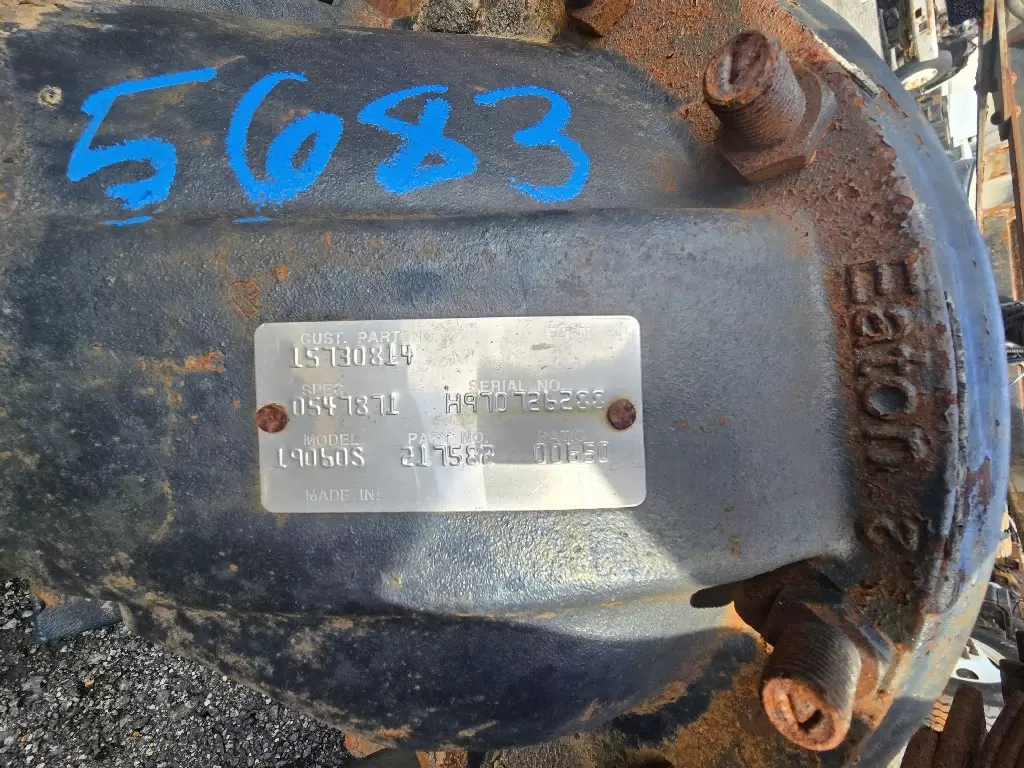 5683
CUST. PART NO.
15730814
SPEC. SERIAL NO.
0547871 H970726288
MODEL PART NO. RATIO
19060S 217582 00650
MADE IN:
Eaton